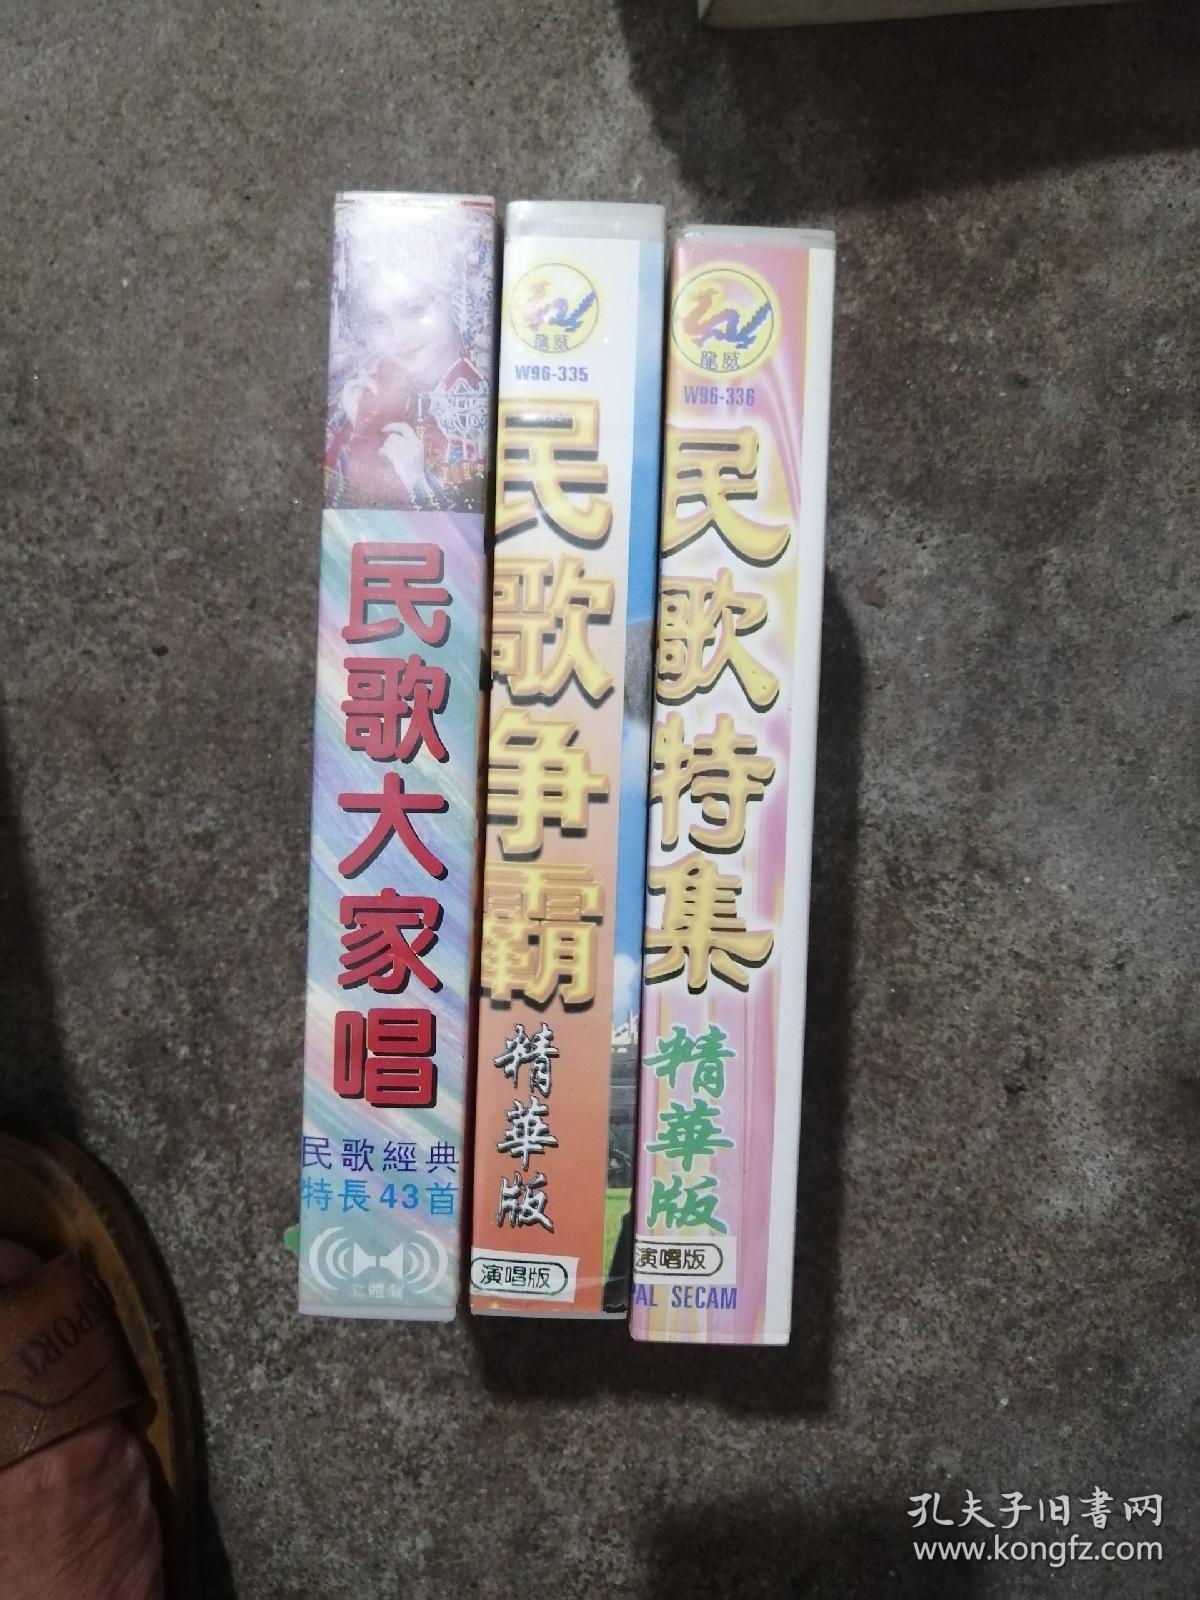 民歌大家唱
民歌經典
特長43首
立體聲
龍威
W96-335
民歌争霸
精華版
演唱版
龍威
W96-336
民歌特集
精華版
演唱版
PAL SECAM
SPORT
孔夫子旧書网
www.kongfz.com